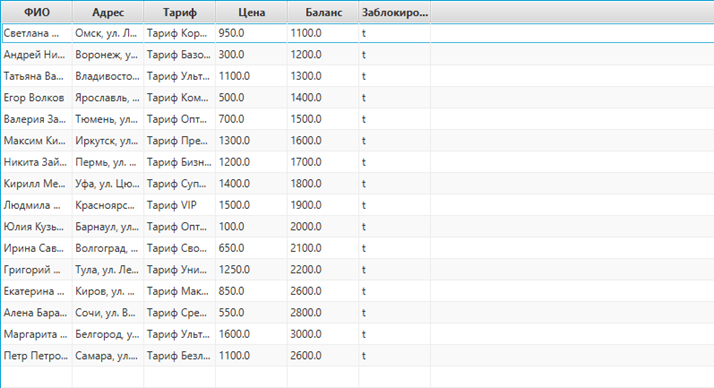 ФИО Адрес Тариф Цена Баланс Заблокиро...
Светлана ... Омск, ул. Л... Тариф Кор... 950.0 1100.0 t
Андрей Ни... Воронеж, у... Тариф Базо... 300.0 1200.0 t
Татьяна Ва... Владивосто... Тариф Ульт... 1100.0 1300.0 t
Егор Волков Ярославль, ... Тариф Ком... 500.0 1400.0 t
Валерия За... Тюмень, ул... Тариф Опт... 700.0 1500.0 t
Максим Ки... Иркутск, ул... Тариф Пре... 1300.0 1600.0 t
Никита Зай... Пермь, ул. ... Тариф Бизн... 1200.0 1700.0 t
Кирилл Ме... Уфа, ул. Цю... Тариф Суп... 1400.0 1800.0 t
Людмила ... Красноярс... Тариф VIP 1500.0 1900.0 t
Юлия Кузь... Барнаул, ул... Тариф Опт... 100.0 2000.0 t
Ирина Сав... Волгоград, ... Тариф Сво... 650.0 2100.0 t
Григорий ... Тула, ул. Ле... Тариф Уни... 1250.0 2200.0 t
Екатерина ... Киров, ул. ... Тариф Мак... 850.0 2600.0 t
Алена Бара... Сочи, ул. В... Тариф Сре... 550.0 2800.0 t
Маргарита ... Белгород, у... Тариф Ульт... 1600.0 3000.0 t
Петр Петро... Самара, ул.... Тариф Безл... 1100.0 2600.0 t